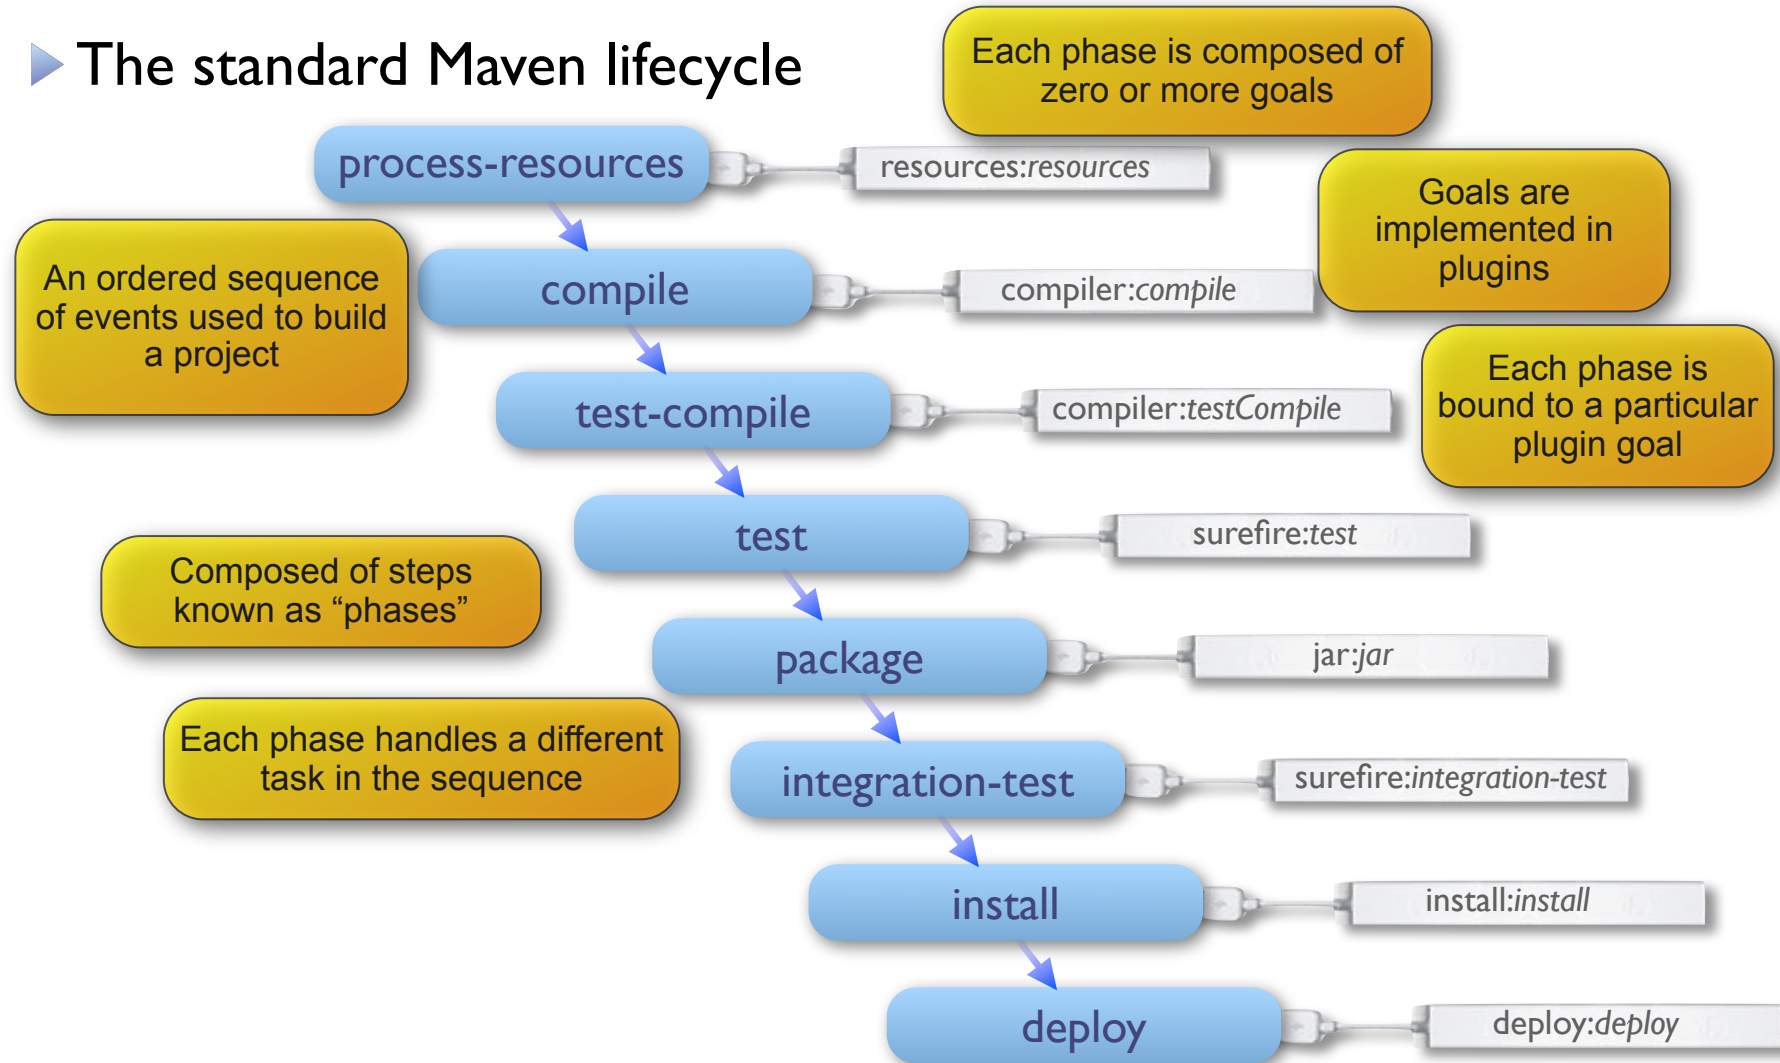 The standard Maven lifecycle
Each phase is composed of
zero or more goals
process-resources
resources:resources
Goals are
implemented in
plugins
An ordered sequence
of events used to build
a project
compile
compiler:compile
Each phase is
bound to a particular
plugin goal
test-compile
compiler:testCompile
test
surefire:test
Composed of steps
known as “phases”
package
jar:jar
Each phase handles a different
task in the sequence
integration-test
surefire:integration-test
install
install:install
deploy
deploy:deploy